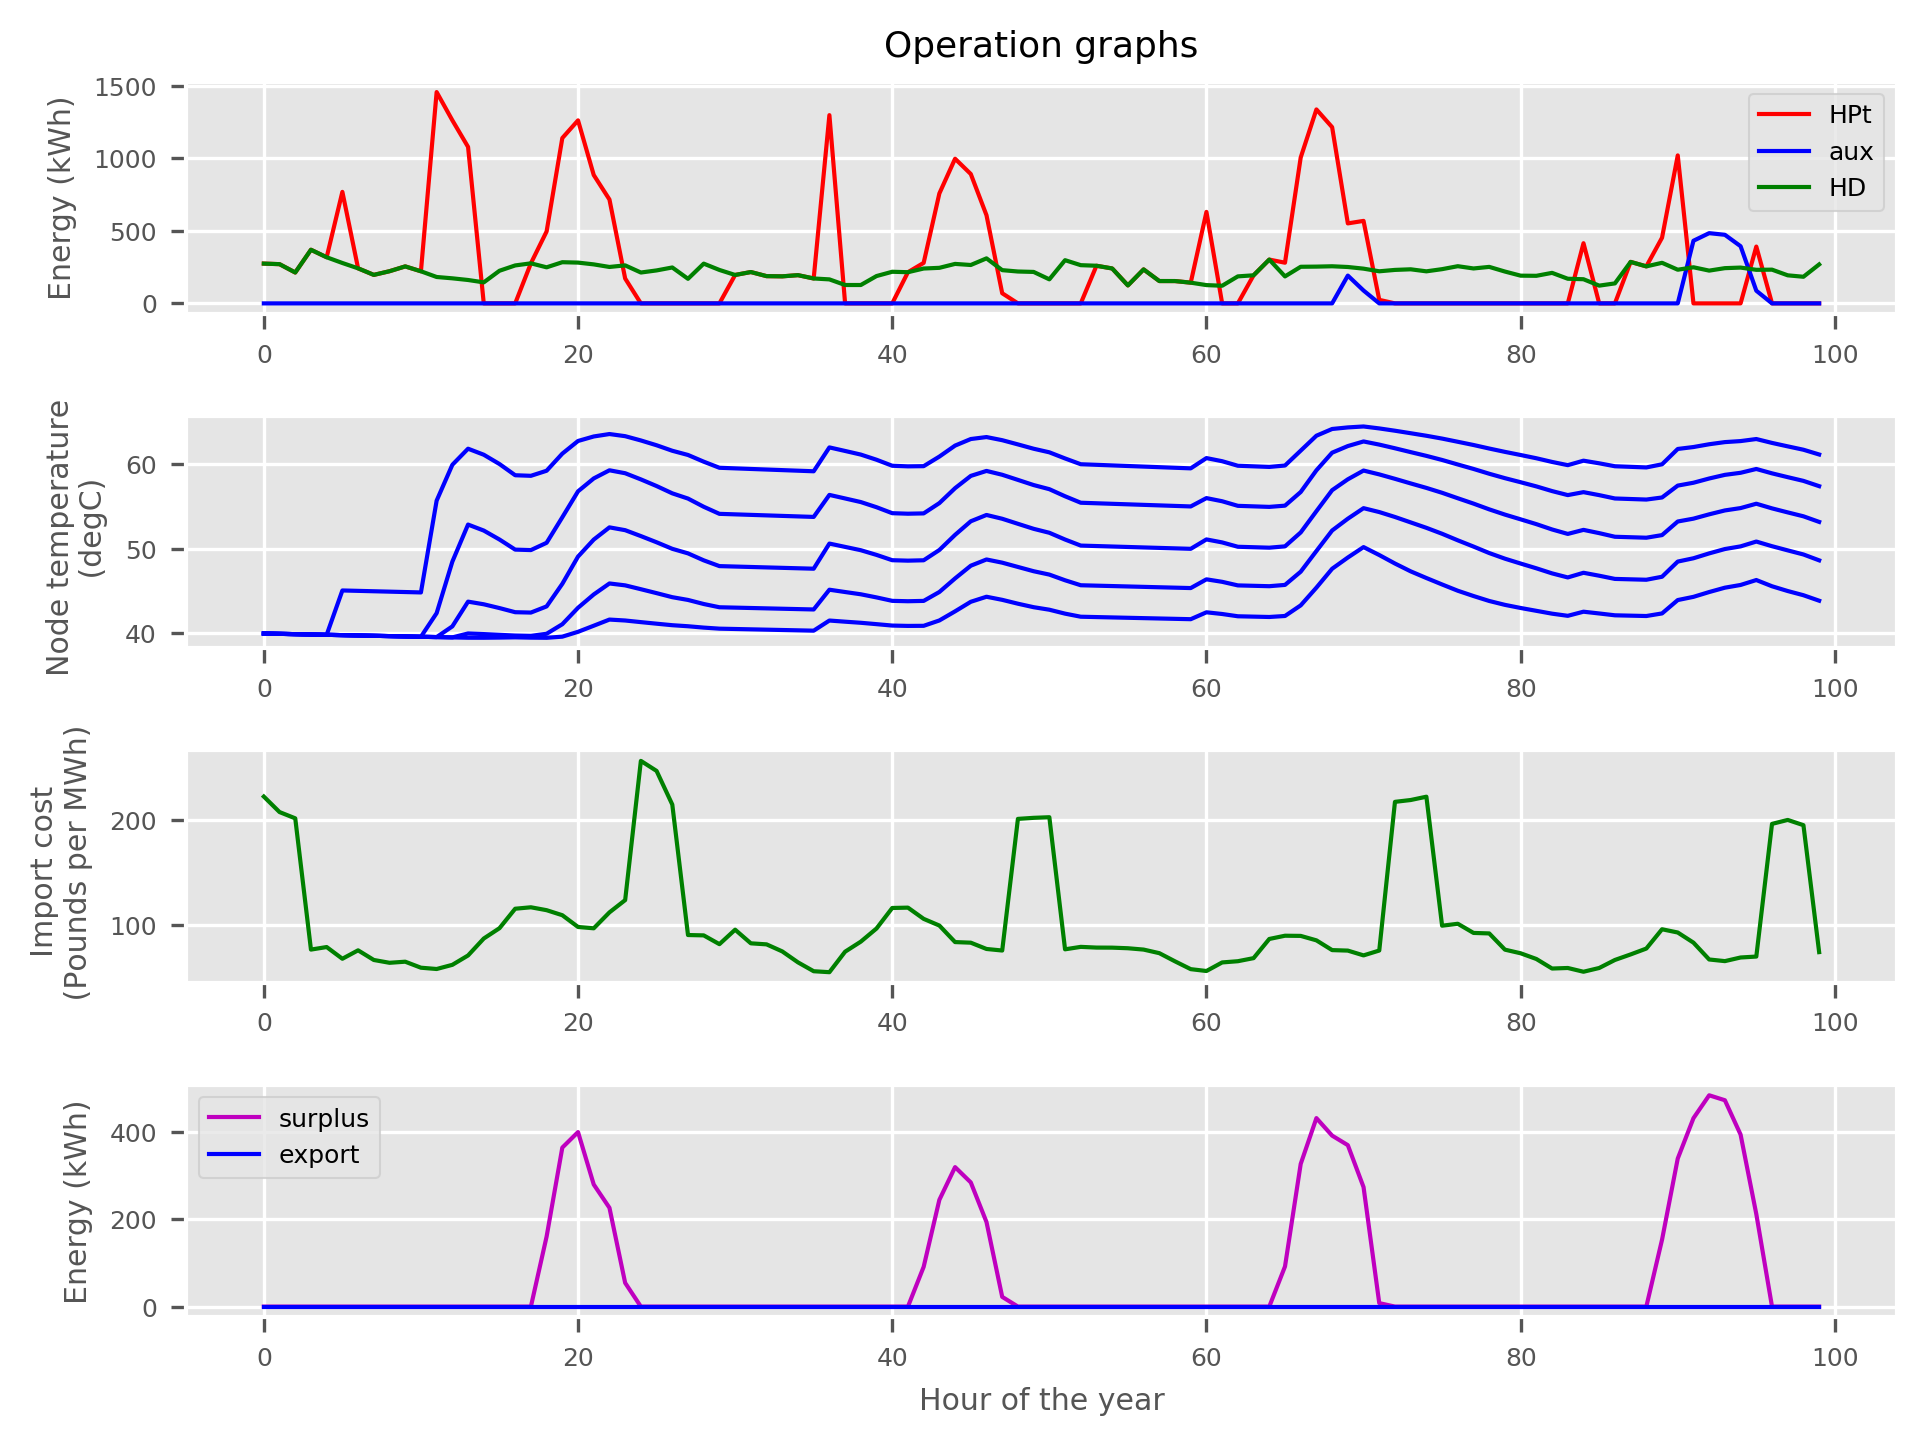 Operation graphs
Energy (kWh)
1500
1000
500
0
HPt
aux
HD
0 20 40 60 80 100
Node temperature
(degC)
60
50
40
0 20 40 60 80 100
Import cost
(Pounds per MWh)
200
100
0 20 40 60 80 100
Energy (kWh)
400
200
0
surplus
export
0 20 40 60 80 100
Hour of the year